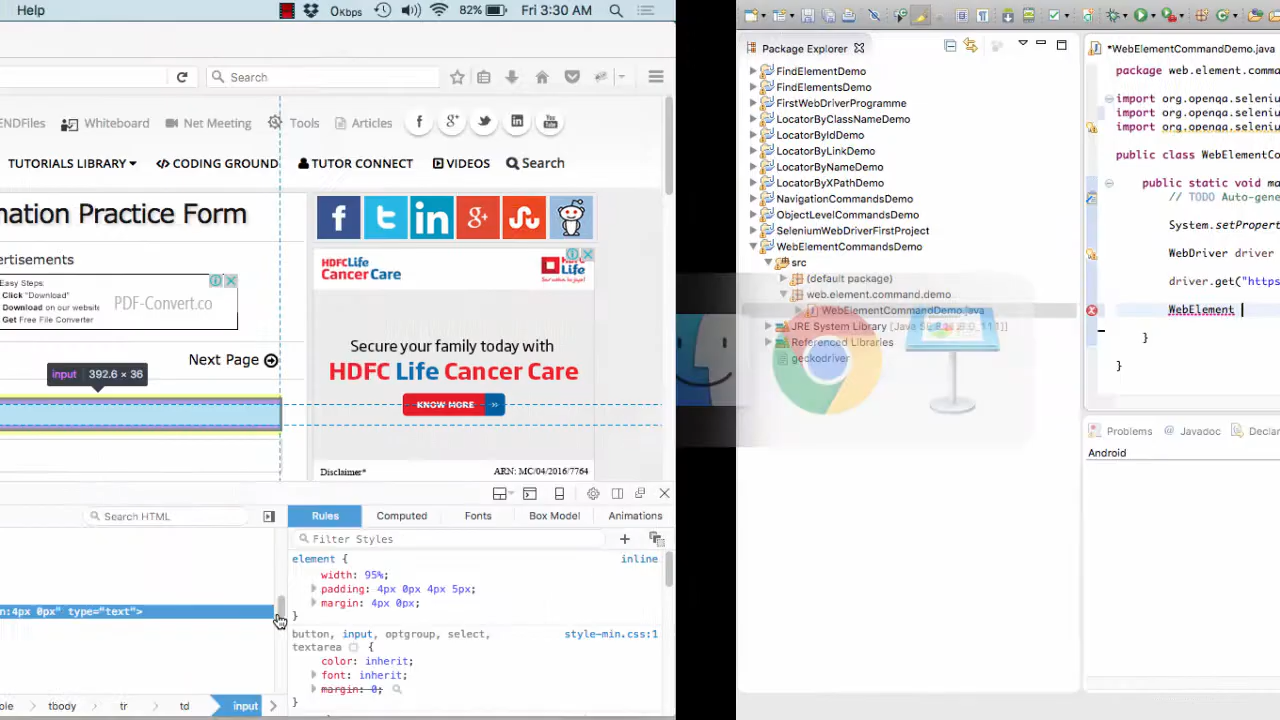 Help
0Kbps
82%
Fri 3:30 AM
Search
ENDFiles
Whiteboard
Net Meeting
Tools
Articles
TUTORIALS LIBRARY
CODING GROUND
TUTOR CONNECT
VIDEOS
Search
mation Practice Form
ertisements
Easy Steps:
Click "Download"
Download on our website
Get Free File Converter
PDF-Convert.co
Next Page
input 392.6 × 36
HDFCLife
Cancer Care
HDFC
Life
Secure your family today with
HDFC Life Cancer Care
KNOW MORE
Disclaimer*
ARN: MC/04/2016/7764
Search HTML
Rules
Computed
Fonts
Box Model
Animations
Filter Styles
n:4px 0px" type="text">
element {
inline
width: 95%;
padding: 4px 0px 4px 5px;
margin: 4px 0px;
}
button, input, optgroup, select,
style-min.css:1
textarea {
color: inherit;
font: inherit;
margin: 0;
}
ole
tbody
tr
td
input
Package Explorer
FindElementDemo
FindElementsDemo
FirstWebDriverProgramme
LocatorByClassNameDemo
LocatorByIdDemo
LocatorByLinkDemo
LocatorByNameDemo
LocatorByXPathDemo
NavigationCommandsDemo
ObjectLevelCommandsDemo
SeleniumWebDriverFirstProject
WebElementCommandsDemo
src
(default package)
web.element.command.demo
WebElementCommandDemo.java
JRE System Library
Referenced Libraries
geckodriver
*WebElementCommandDemo.java
package web.element.comma
import org.openqa.seleniu
import org.openqa.seleniu
import org.openqa.seleniu
public class WebElementCo
public static void ma
// TODO Auto-gene
System.setPropert
WebDriver driver
driver.get("https
WebElement
}
}
Problems
@ Javadoc
Declar
Android